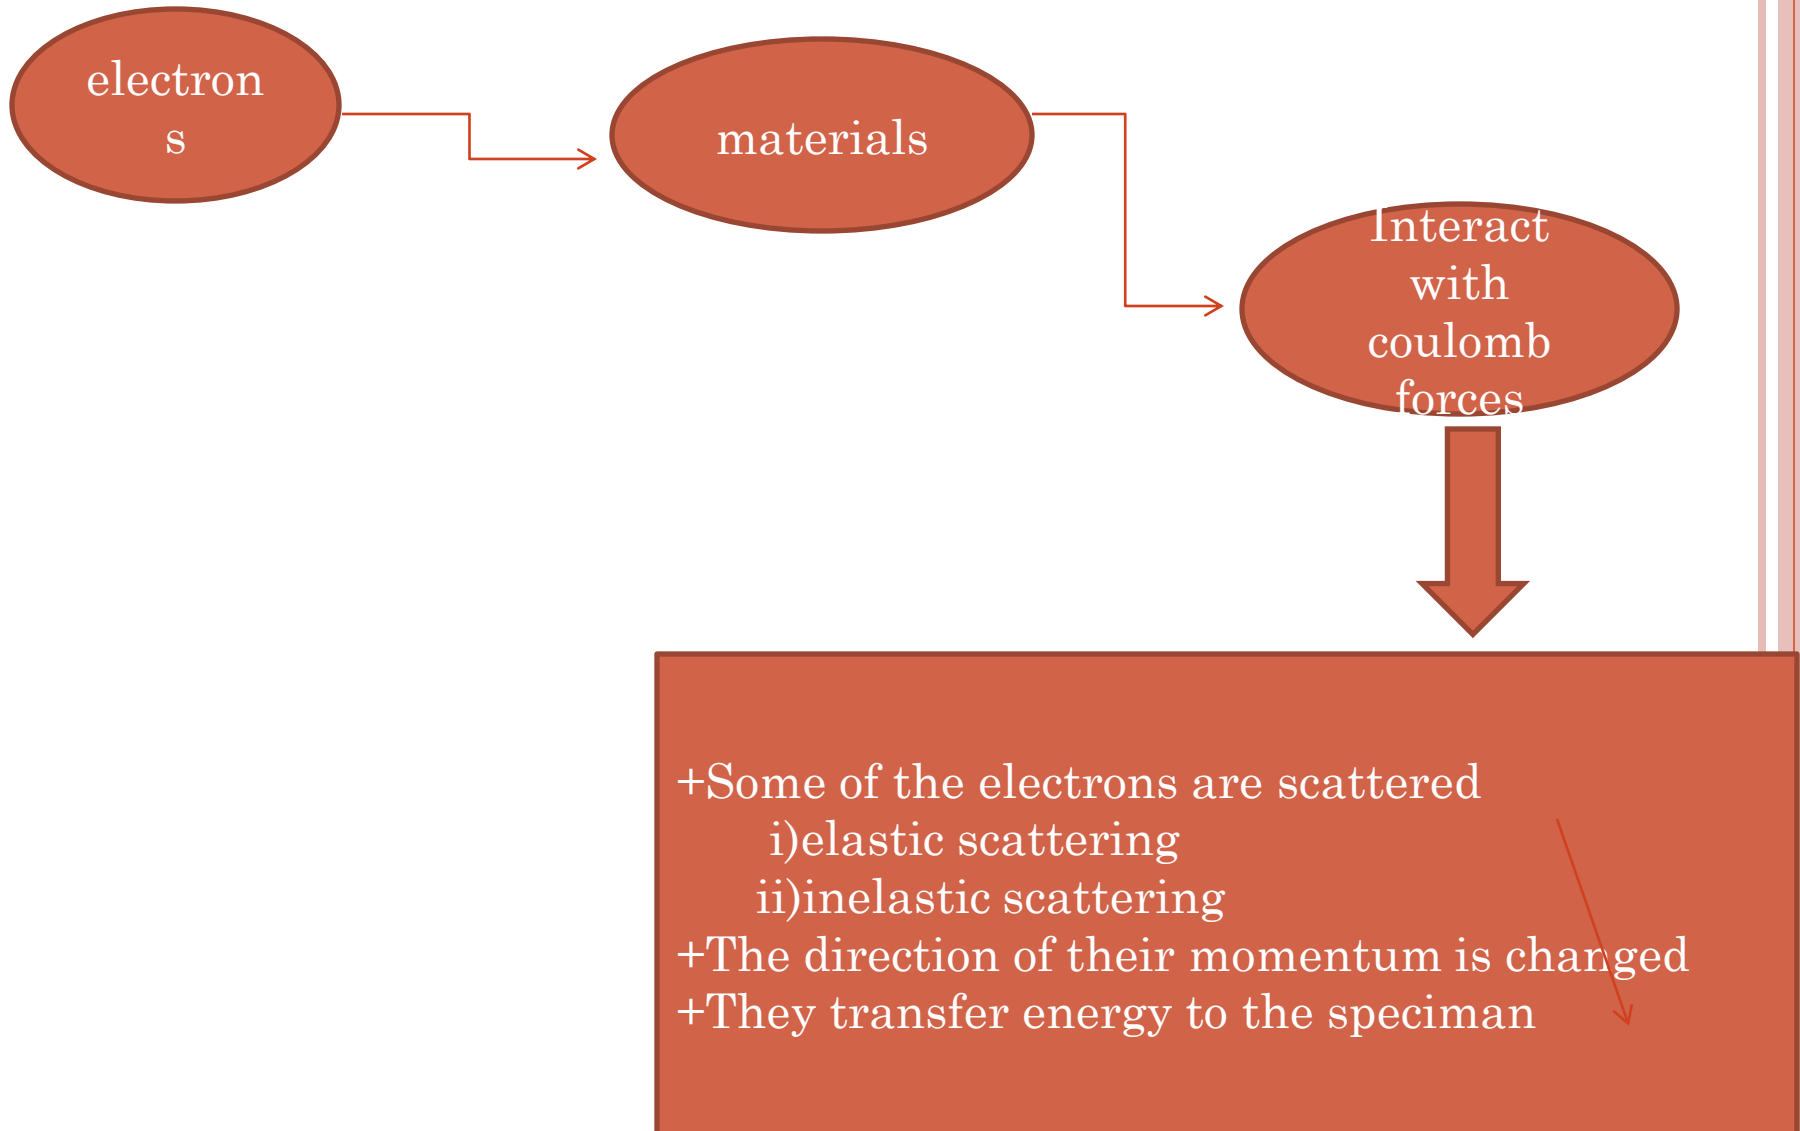 electron
s
materials
Interact
with
coulomb
forces
+Some of the electrons are scattered
i)elastic scattering
ii)inelastic scattering
+The direction of their momentum is changed
+They transfer energy to the speciman